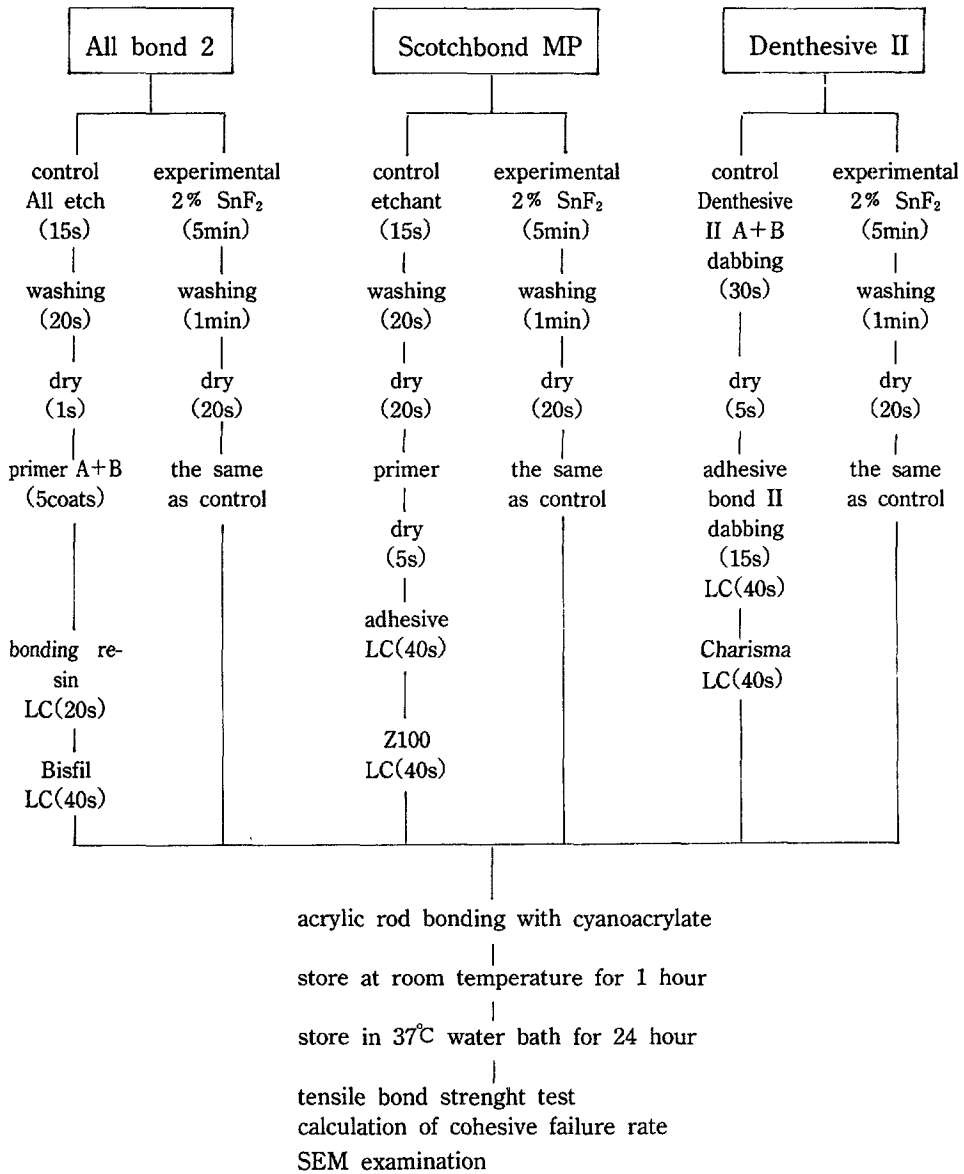 All bond 2
Scotchbond MP
Denthesive II
control
All etch
(15s)
washing
(20s)
dry
(1s)
primer A+B
(5coats)
bonding re-
sin
LC(20s)
Bisfil
LC(40s)
experimental
2% SnF₂
(5min)
washing
(1min)
dry
(20s)
the same
as control
control
etchant
(15s)
washing
(20s)
dry
(20s)
primer
dry
(5s)
adhesive
LC(40s)
Z100
LC(40s)
experimental
2% SnF₂
(5min)
washing
(1min)
dry
(20s)
the same
as control
control
Denthesive
II A+B
dabbing
(30s)
dry
(5s)
adhesive
bond II
dabbing
(15s)
LC(40s)
Charisma
LC(40s)
experimental
2% SnF₂
(5min)
washing
(1min)
dry
(20s)
the same
as control
acrylic rod bonding with cyanoacrylate
store at room temperature for 1 hour
store in 37℃ water bath for 24 hour
tensile bond strenght test
calculation of cohesive failure rate
SEM examination